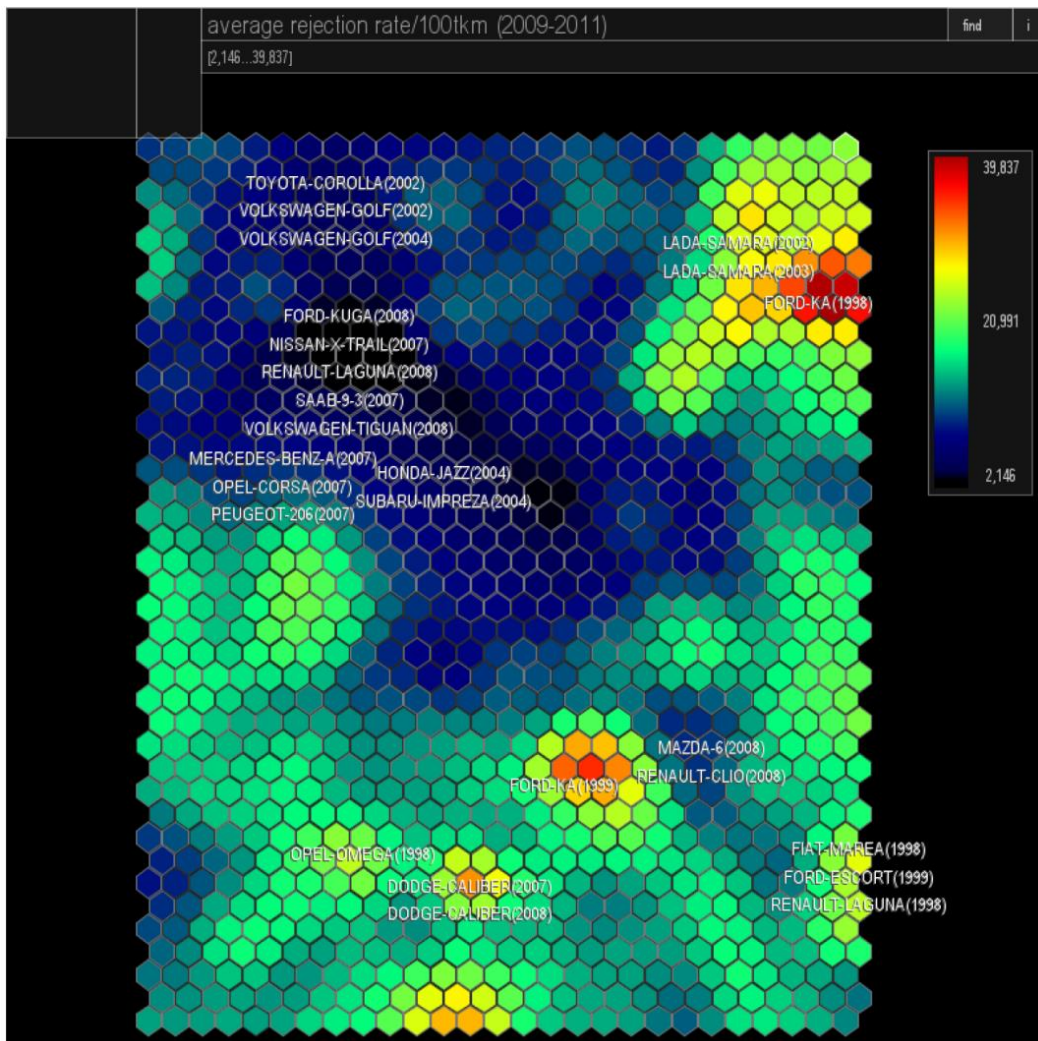 average rejection rate/100tkm (2009-2011)
find
i
[2,146...39,837]
39,837
20,991
2,146
TOYOTA-COROLLA(2002)
VOLKSWAGEN-GOLF(2002)
VOLKSWAGEN-GOLF(2004)
LADA-SAMARA(2002)
LADA-SAMARA(2003)
FORD-KA(1998)
FORD-KUGA(2008)
NISSAN-X-TRAIL(2007)
RENAULT-LAGUNA(2008)
SAAB-9-3(2007)
VOLKSWAGEN-TIGUAN(2008)
MERCEDES-BENZ-A(2007)
HONDA-JAZZ(2004)
OPEL-CORSA(2007)
SUBARU-IMPREZA(2004)
PEUGEOT-206(2007)
MAZDA-6(2008)
RENAULT-CLIO(2008)
FORD-KA(1999)
OPEL-OMEGA(1998)
DODGE-CALIBER(2007)
DODGE-CALIBER(2008)
FIAT-MAREA(1998)
FORD-ESCORT(1999)
RENAULT-LAGUNA(1998)